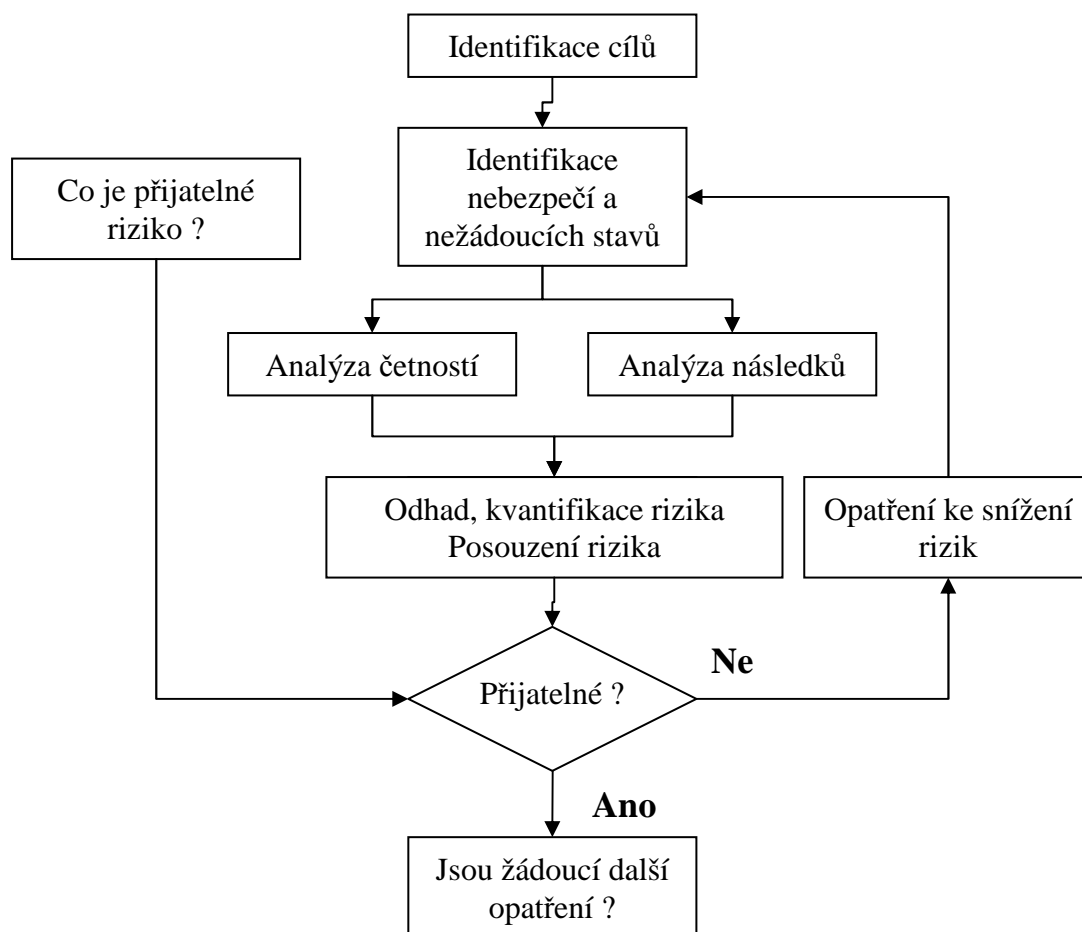 Identifikace cílů
Identifikace
nebezpečí a
nežádoucích stavů
Co je přijatelné
riziko ?
Analýza četností
Analýza následků
Odhad, kvantifikace rizika
Posouzení rizika
Opatření ke snížení
rizik
Přijatelné ?
Ne
Ano
Jsou žádoucí další
opatření ?